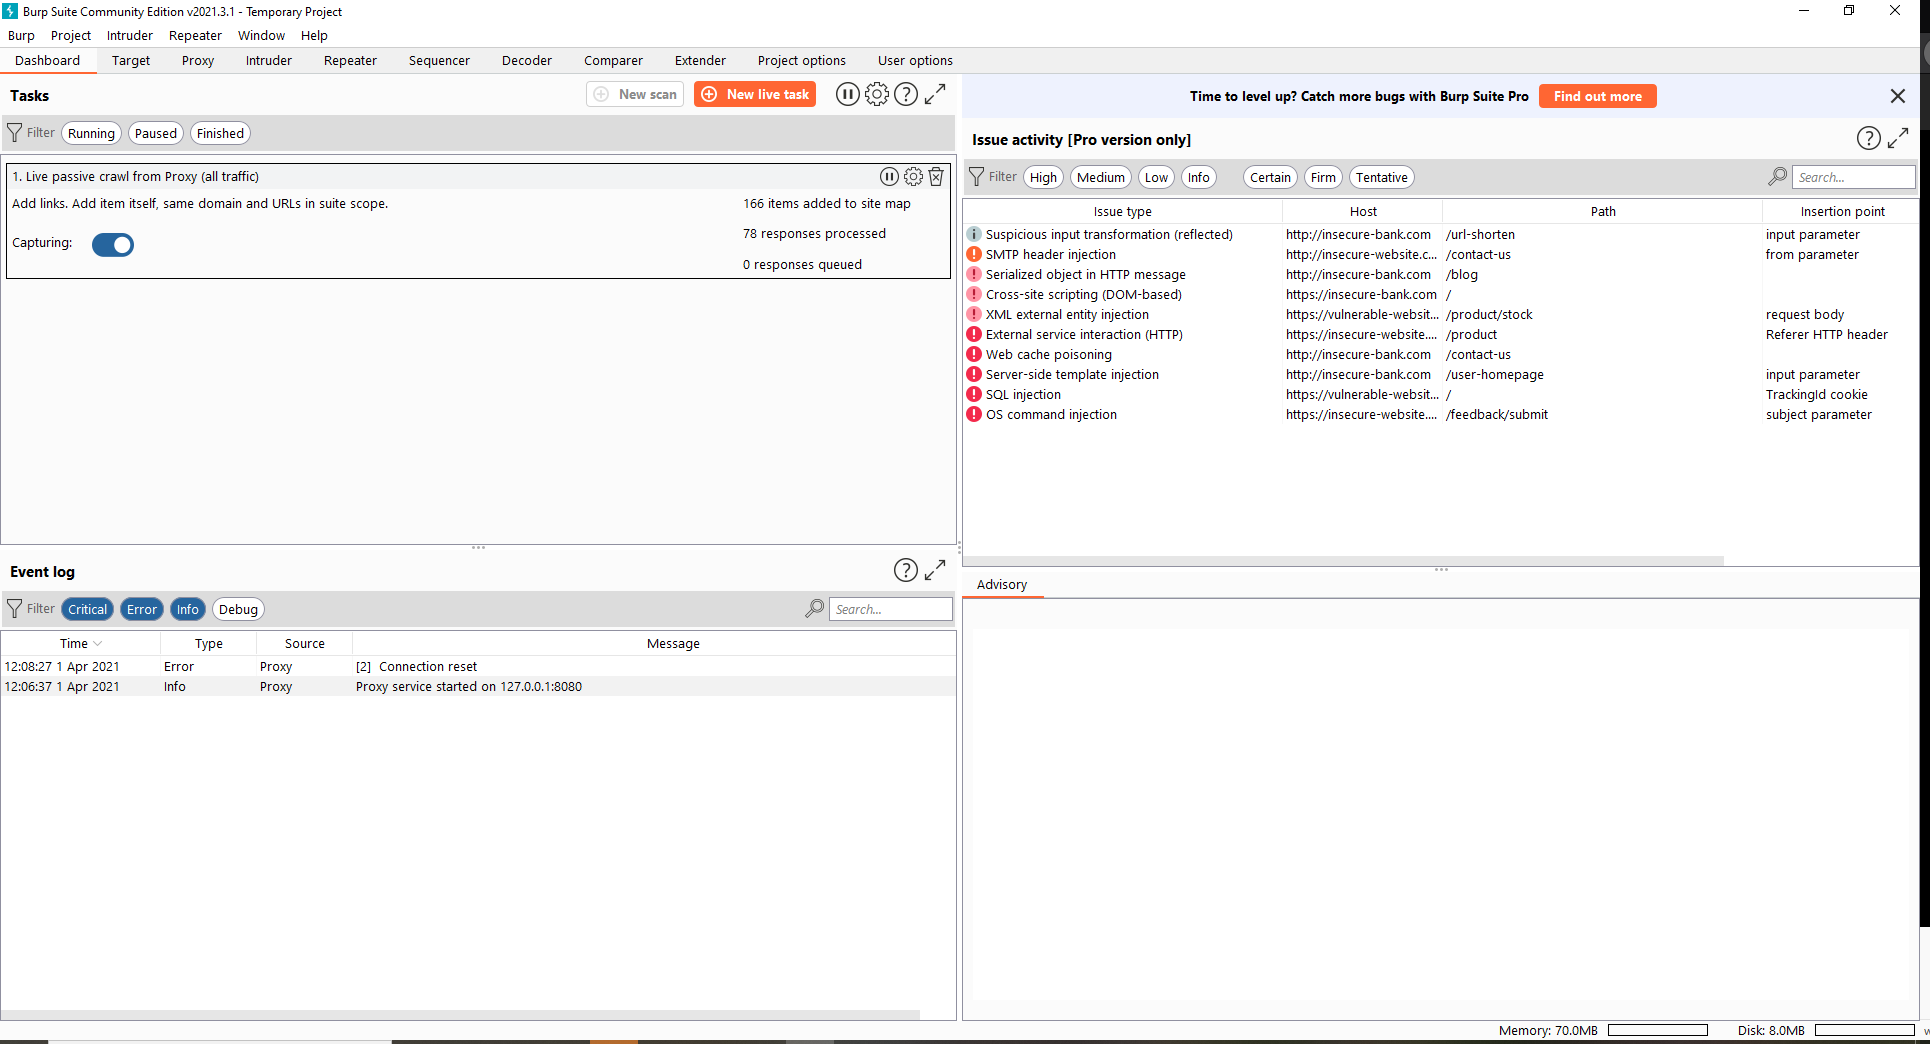 Burp Suite Community Edition v2021.3.1 - Temporary Project
Burp Project Intruder Repeater Window Help
Dashboard Target Proxy Intruder Repeater Sequencer Decoder Comparer Extender Project options User options
Tasks
New scan
New live task
Filter Running Paused Finished
1. Live passive crawl from Proxy (all traffic)
Add links. Add item itself, same domain and URLs in suite scope.
166 items added to site map
Capturing:
78 responses processed
0 responses queued
Event log
Filter Critical Error Info Debug Search...
Time Type Source Message
12:08:27 1 Apr 2021 Error Proxy [2] Connection reset
12:06:37 1 Apr 2021 Info Proxy Proxy service started on 127.0.0.1:8080
Time to level up? Catch more bugs with Burp Suite Pro Find out more
Issue activity [Pro version only]
Filter High Medium Low Info Certain Firm Tentative Search...
Issue type Host Path Insertion point
Suspicious input transformation (reflected) http://insecure-bank.com /url-shorten input parameter
SMTP header injection http://insecure-website.c... /contact-us from parameter
Serialized object in HTTP message http://insecure-bank.com /blog
Cross-site scripting (DOM-based) https://insecure-bank.com /
XML external entity injection https://vulnerable-websit... /product/stock request body
External service interaction (HTTP) https://insecure-website.... /product Referer HTTP header
Web cache poisoning http://insecure-bank.com /contact-us
Server-side template injection http://insecure-bank.com /user-homepage input parameter
SQL injection https://vulnerable-websit... / TrackingId cookie
OS command injection https://insecure-website.... /feedback/submit subject parameter
Advisory
Memory: 70.0MB Disk: 8.0MB